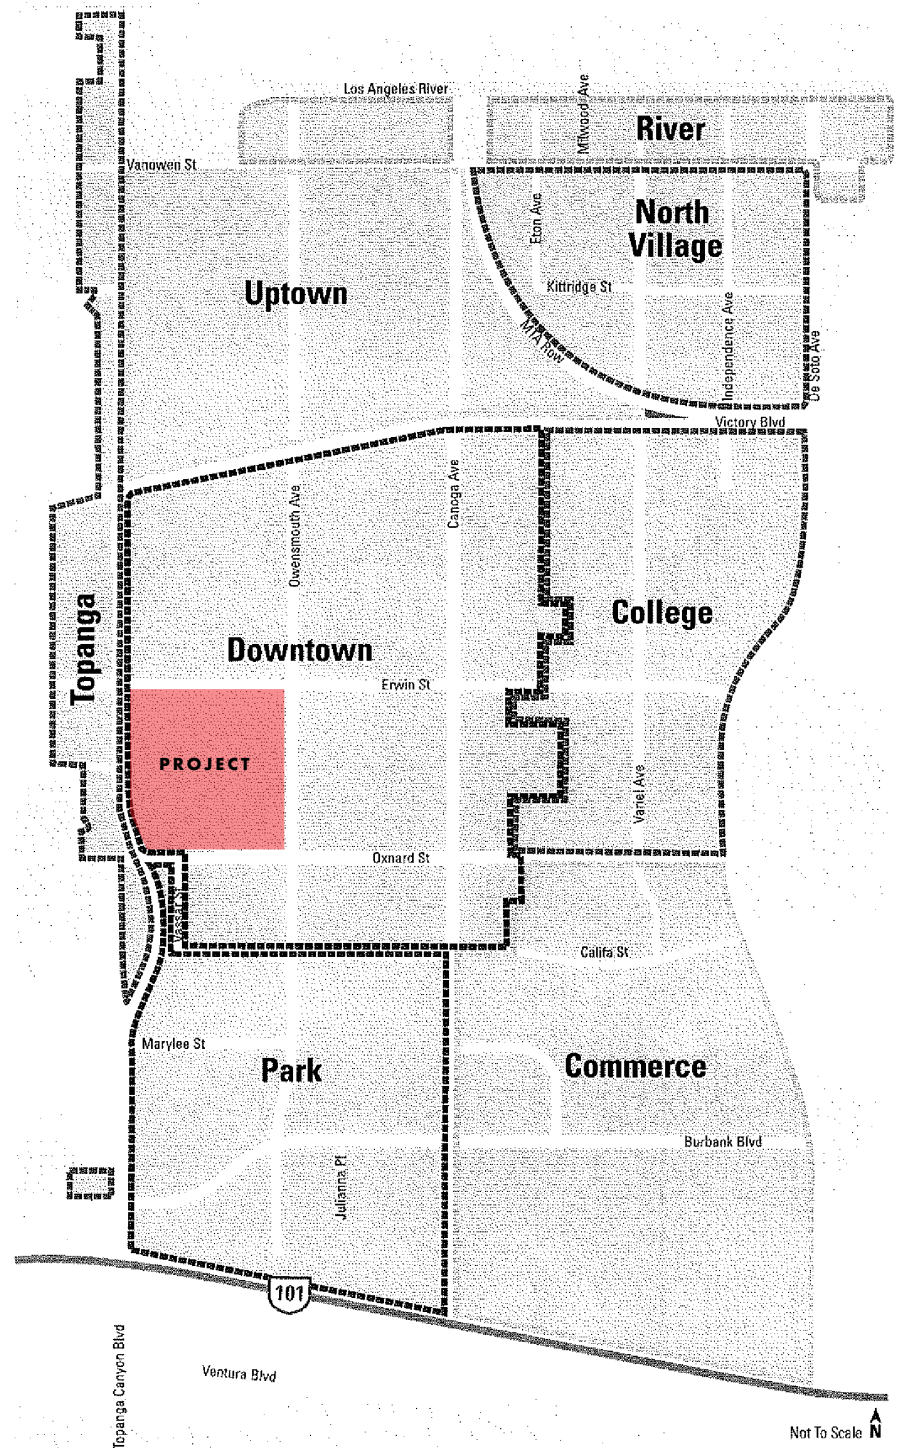 Los Angeles River
Milwood Ave
River
Vanowen St
North
Village
Eton Ave
Uptown
Kittridge St
MTA Row
Independence Ave
De Soto Ave
Victory Blvd
Canoga Ave
Owensmouth Ave
Topanga
College
Downtown
Erwin St
PROJECT
Variel Ave
Oxnard St
Vassar St
Califa St
Marylee St
Park
Commerce
Burbank Blvd
Julianna Pl
101
Topanga Canyon Blvd
Ventura Blvd
Not To Scale N